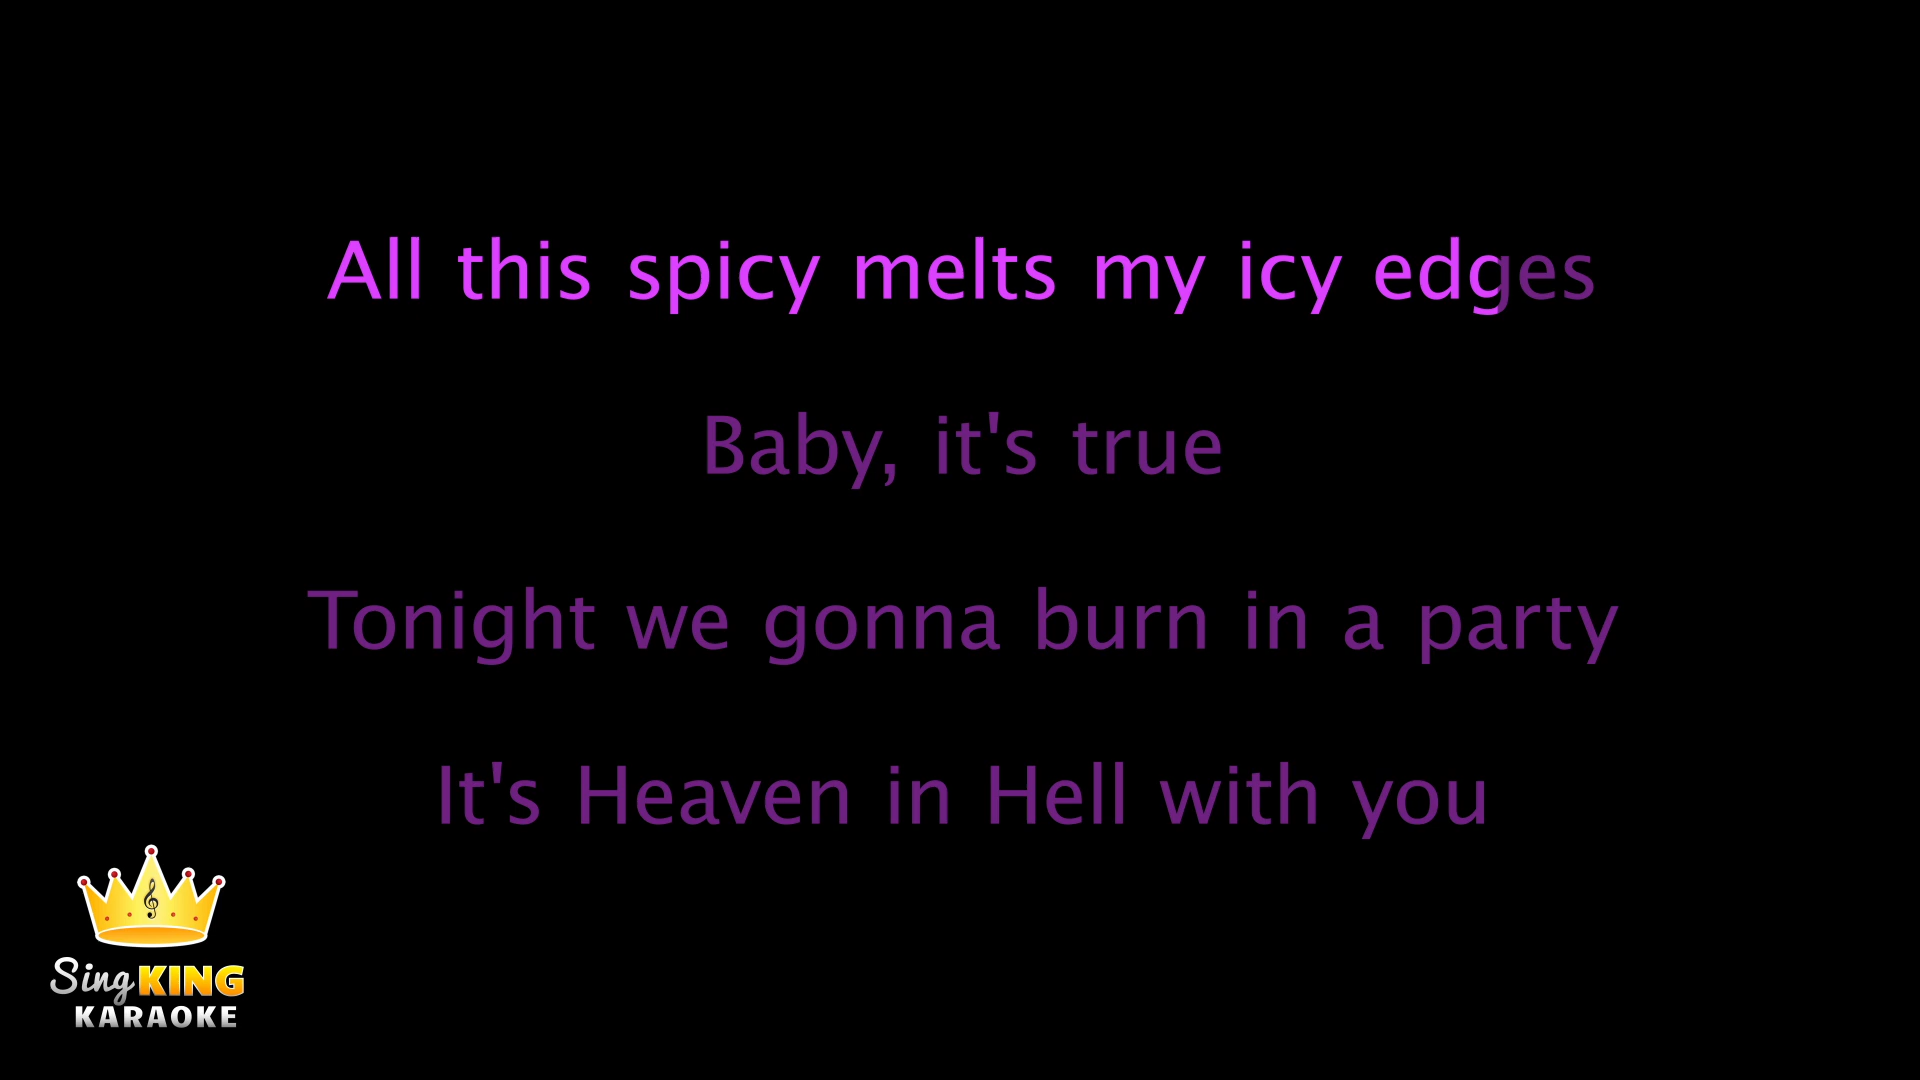 All this spicy melts my icy edges
Baby, it's true
Tonight we gonna burn in a party
It's Heaven in Hell with you
Sing KING
KARAOKE